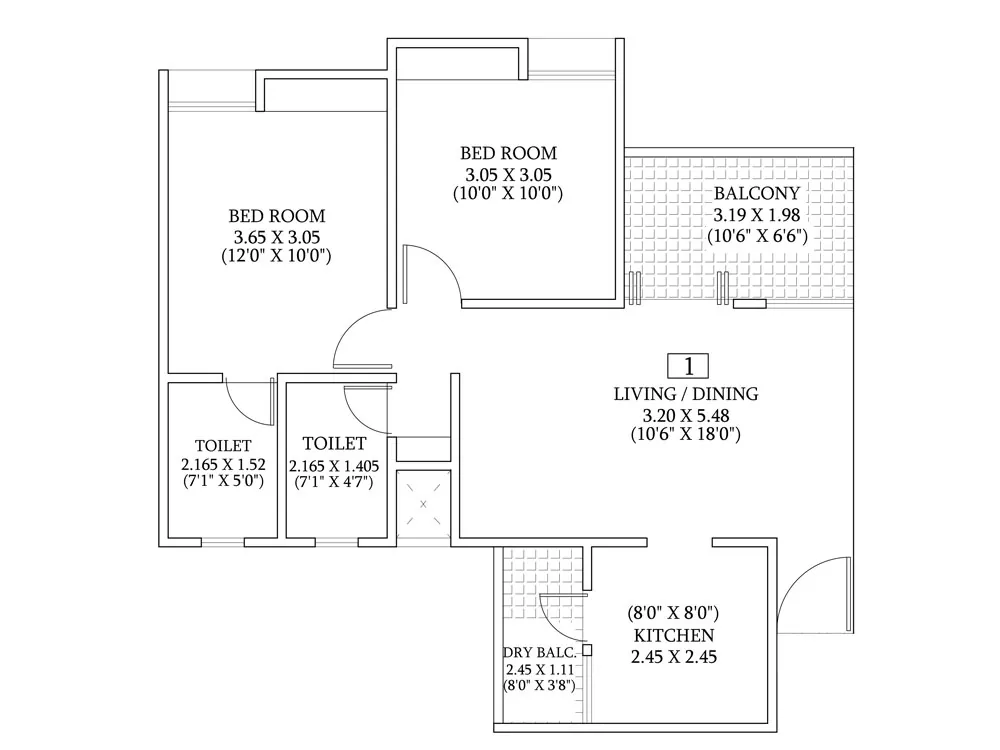 BED ROOM
3.05 X 3.05
(10'0" X 10'0")
BED ROOM
3.65 X 3.05
(12'0" X 10'0")
BALCONY
3.19 X 1.98
(10'6" X 6'6")
1
LIVING / DINING
3.20 X 5.48
(10'6" X 18'0")
TOILET
2.165 X 1.52
(7'1" X 5'0")
TOILET
2.165 X 1.405
(7'1" X 4'7")
X
(8'0" X 8'0")
KITCHEN
2.45 X 2.45
DRY BALC.
2.45 X 1.11
(8'0" X 3'8")